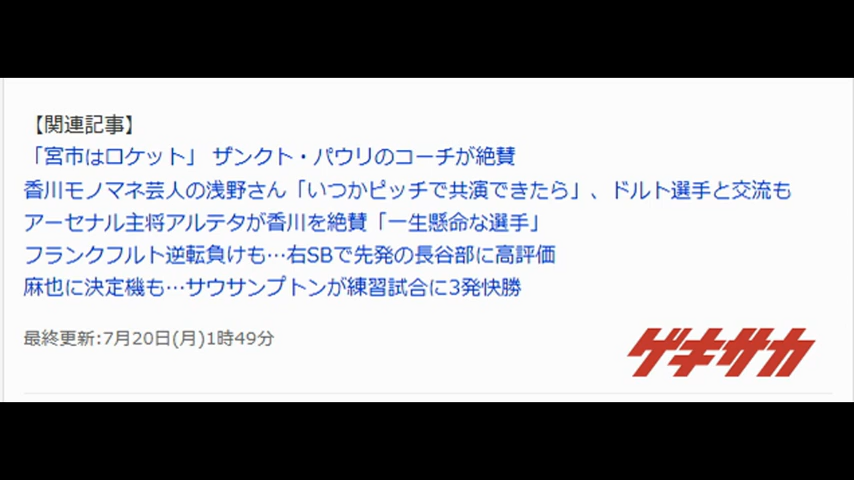 【関連記事】
「宮市はロケット」 ザンクト・パウリのコーチが絶賛
香川モノマネ芸人の浅野さん「いつかピッチで共演できたら」、ドルト選手と交流も
アーセナル主将アルテタが香川を絶賛「一生懸命な選手」
フランクフルト逆転負けも…右SBで先発の長谷部に高評価
麻也に決定機も…サウサンプトンが練習試合に3発快勝
最終更新:7月20日(月)1時49分
ゲキサカ